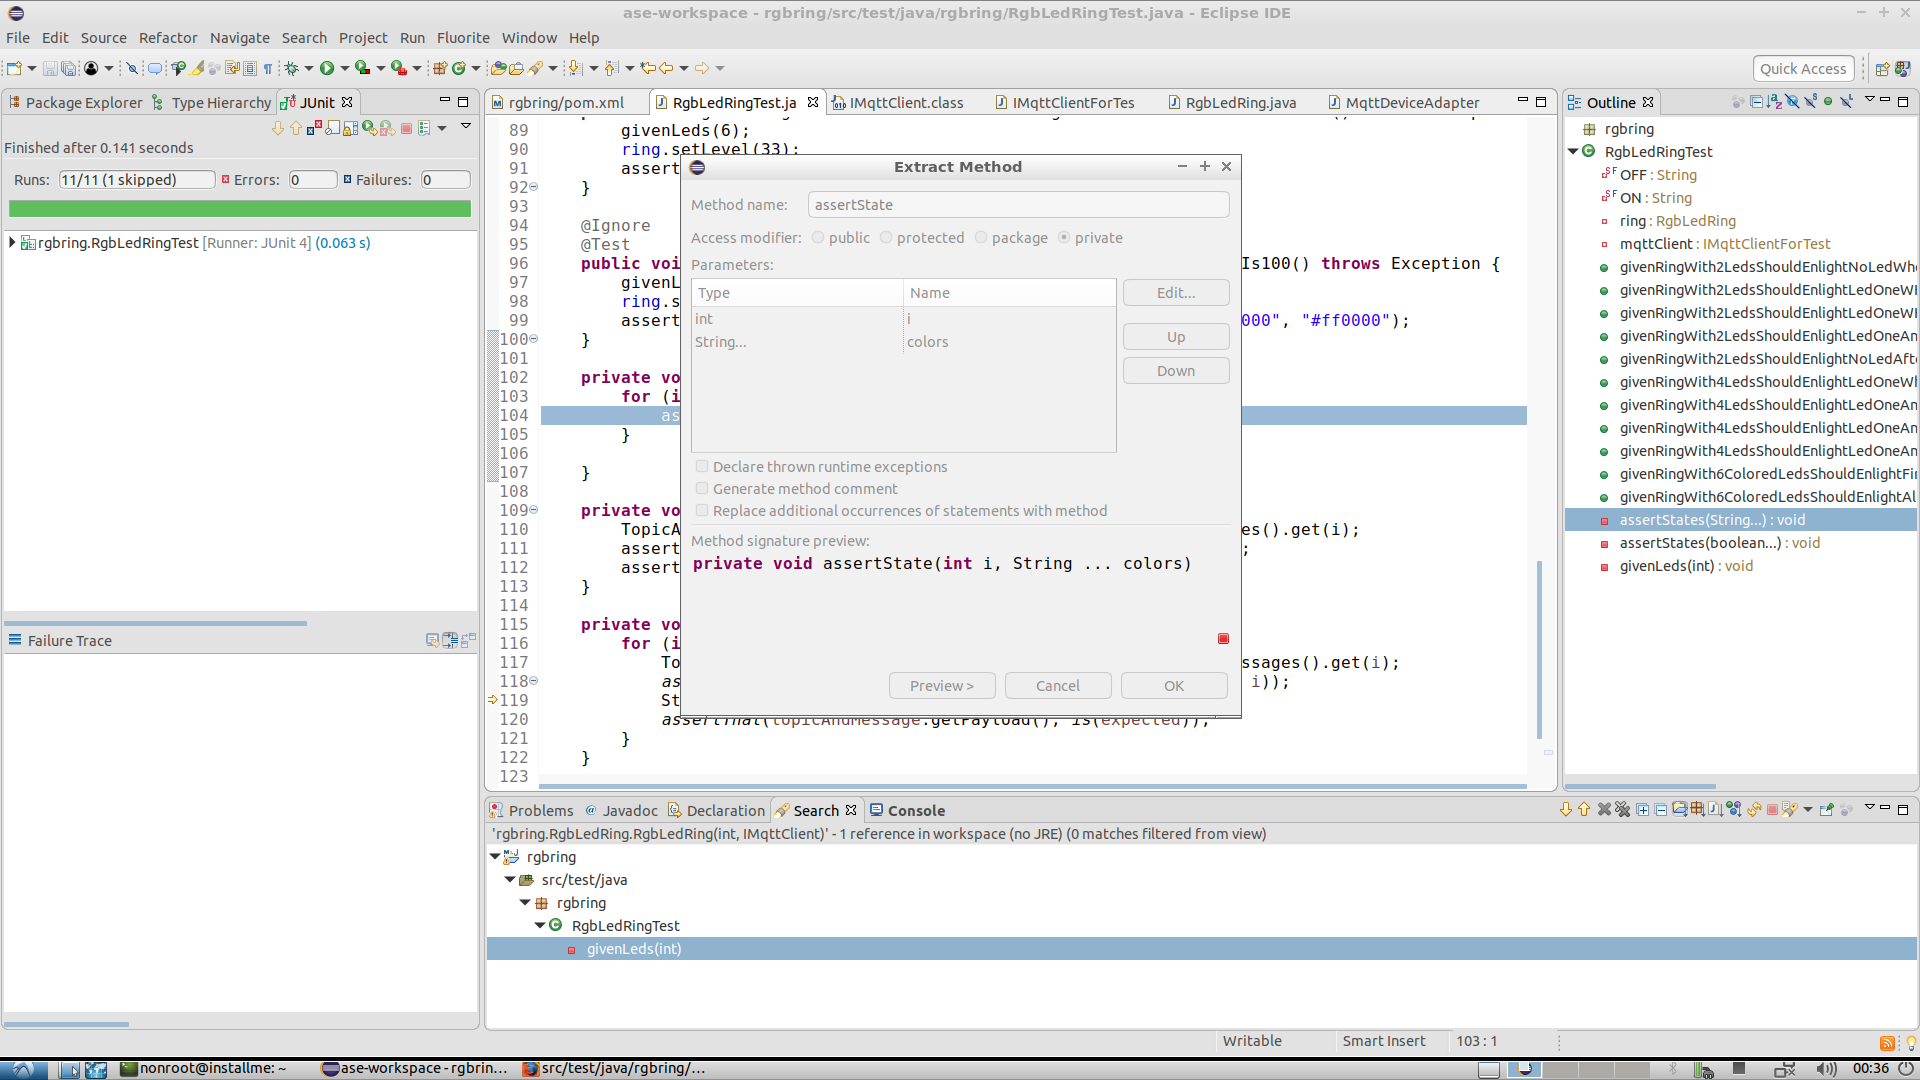 ase-workspace - rgbring/src/test/java/rgbring/RgbLedRingTest.java - Eclipse IDE
File Edit Source Refactor Navigate Search Project Run Fluorite Window Help
Quick Access
Package Explorer Type Hierarchy JUnit
Finished after 0.141 seconds
Runs: 11/11 (1 skipped) Errors: 0 Failures: 0
rgbring.RgbLedRingTest [Runner: JUnit 4] (0.063 s)
Failure Trace
rgbring/pom.xml RgbLedRingTest.ja IMqttClient.class IMqttClientForTes RgbLedRing.java MqttDeviceAdapter
89 givenLeds(6);
90 ring.setLevel(33);
91 assert
92 }
93
94 @Ignore
95 @Test
96 public voi Is100() throws Exception {
97 givenL
98 ring.s
99 assert 000", "#ff0000");
100 }
101
102 private vo
103 for (i
104 as
105 }
106
107 }
108
109 private vo
110 TopicA es().get(i);
111 assert ;
112 assert
113 }
114
115 private vo
116 for (i
117 To ssages().get(i);
118 as i));
119 St
120 assertThat(topicAndMessage.getPayload(), is(expected));
121 }
122 }
123
Extract Method
Method name: assertState
Access modifier: public protected package private
Parameters:
Type Name
int i
String... colors
Edit...
Up
Down
Declare thrown runtime exceptions
Generate method comment
Replace additional occurrences of statements with method
Method signature preview:
private void assertState(int i, String ... colors)
Preview > Cancel OK
Outline
rgbring
RgbLedRingTest
OFF : String
ON : String
ring : RgbLedRing
mqttClient : IMqttClientForTest
givenRingWith2LedsShouldEnlightNoLedWh
givenRingWith2LedsShouldEnlightLedOneWh
givenRingWith2LedsShouldEnlightLedOneWh
givenRingWith2LedsShouldEnlightLedOneAn
givenRingWith2LedsShouldEnlightNoLedAft
givenRingWith4LedsShouldEnlightLedOneWh
givenRingWith4LedsShouldEnlightLedOneAn
givenRingWith4LedsShouldEnlightLedOneAn
givenRingWith4LedsShouldEnlightLedOneAn
givenRingWith6ColoredLedsShouldEnlightFi
givenRingWith6ColoredLedsShouldEnlightAl
assertStates(String...) : void
assertStates(boolean...) : void
givenLeds(int) : void
Problems Javadoc Declaration Search Console
'rgbring.RgbLedRing.RgbLedRing(int, IMqttClient)' - 1 reference in workspace (no JRE) (0 matches filtered from view)
rgbring
src/test/java
rgbring
RgbLedRingTest
givenLeds(int)
Writable Smart Insert 103 : 1
nonroot@installme: ~ ase-workspace - rgbrin... src/test/java/rgbring/... 00:36